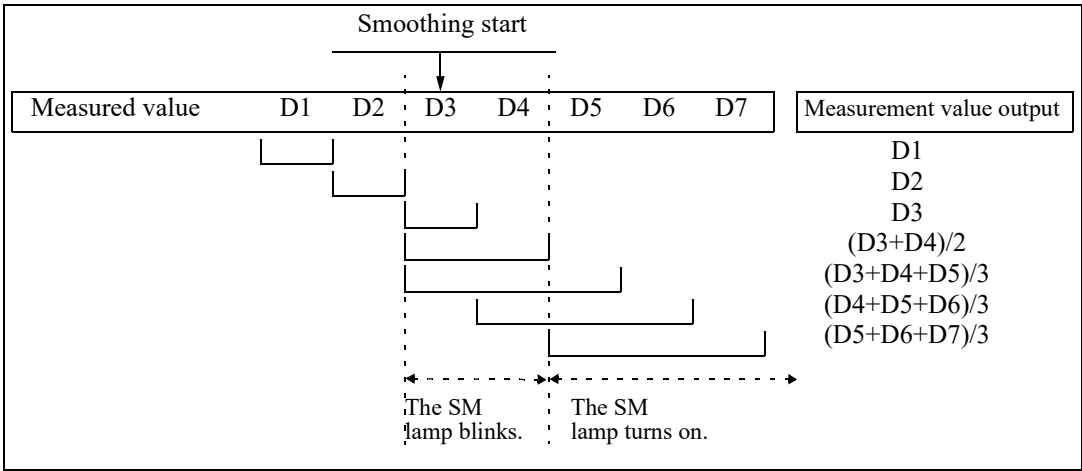 Smoothing start
Measured value D1 D2 D3 D4 D5 D6 D7
Measurement value output
D1
D2
D3
(D3+D4)/2
(D3+D4+D5)/3
(D4+D5+D6)/3
(D5+D6+D7)/3
The SM
lamp blinks.
The SM
lamp turns on.